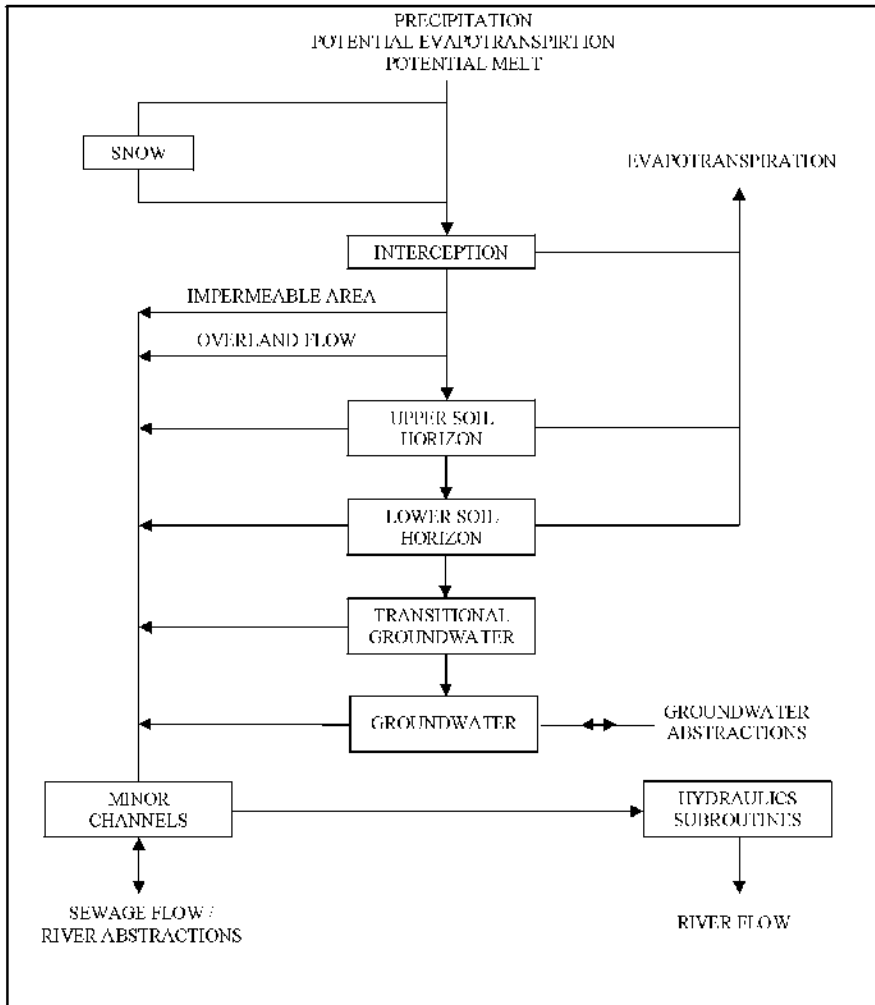 PRECIPITATION
POTENTIAL EVAPOTRANSPIRTION
POTENTIAL MELT
SNOW
EVAPOTRANSPIRATION
INTERCEPTION
IMPERMEABLE AREA
OVERLAND FLOW
UPPER SOIL
HORIZON
LOWER SOIL
HORIZON
TRANSITIONAL
GROUNDWATER
GROUNDWATER
GROUNDWATER
ABSTRACTIONS
MINOR
CHANNELS
HYDRAULICS
SUBROUTINES
SEWAGE FLOW /
RIVER ABSTRACTIONS
RIVER FLOW